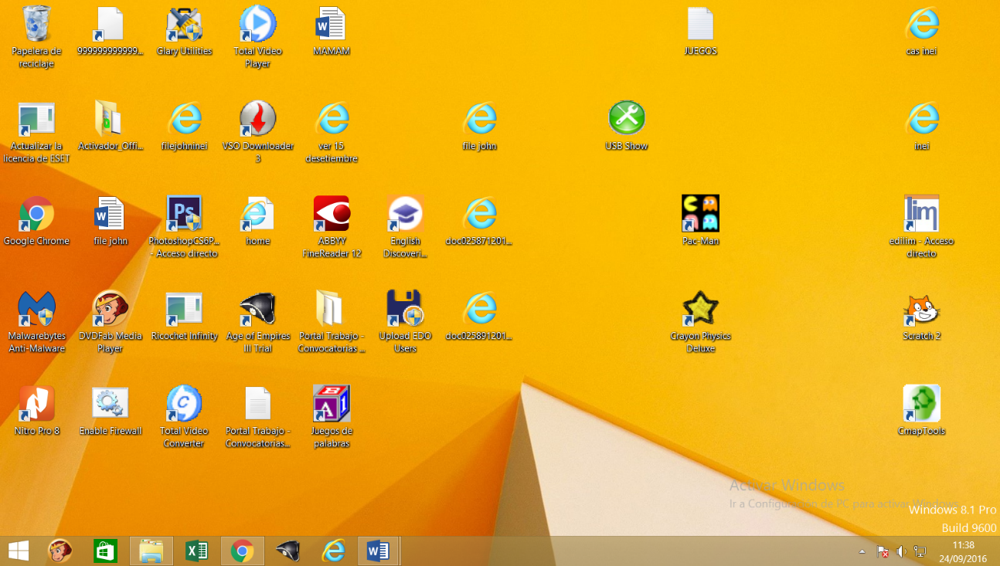 Papelera de
reciclaje
999999999999...
Glary Utilities
Total Video
Player
MAMAM
JUEGOS
cas inei
Actualizar la
licencia de ESET
Activador_Offi...
filejohninei
VSO Downloader
3
ver 15
desetiembre
file john
USB Show
inei
Google Chrome
file john
PhotoshopCS6P...
- Acceso directo
home
ABBYY
FineReader 12
English
Discoveri...
doc025871201...
Pac-Man
edilim - Acceso
directo
Malwarebytes
Anti-Malware
DVDFab Media
Player
Ricochet Infinity
Age of Empires
III Trial
Portal Trabajo -
Convocatorias ...
Upload EDO
Users
doc025891201...
Crayon Physics
Deluxe
Scratch 2
Nitro Pro 8
Enable Firewall
Total Video
Converter
Portal Trabajo -
Convocatorias...
Juegos de
palabras
CmapTools
Activar Windows
Ir a Configuración de PC para activar Windows.
Windows 8.1 Pro
Build 9600
11:38
24/09/2016